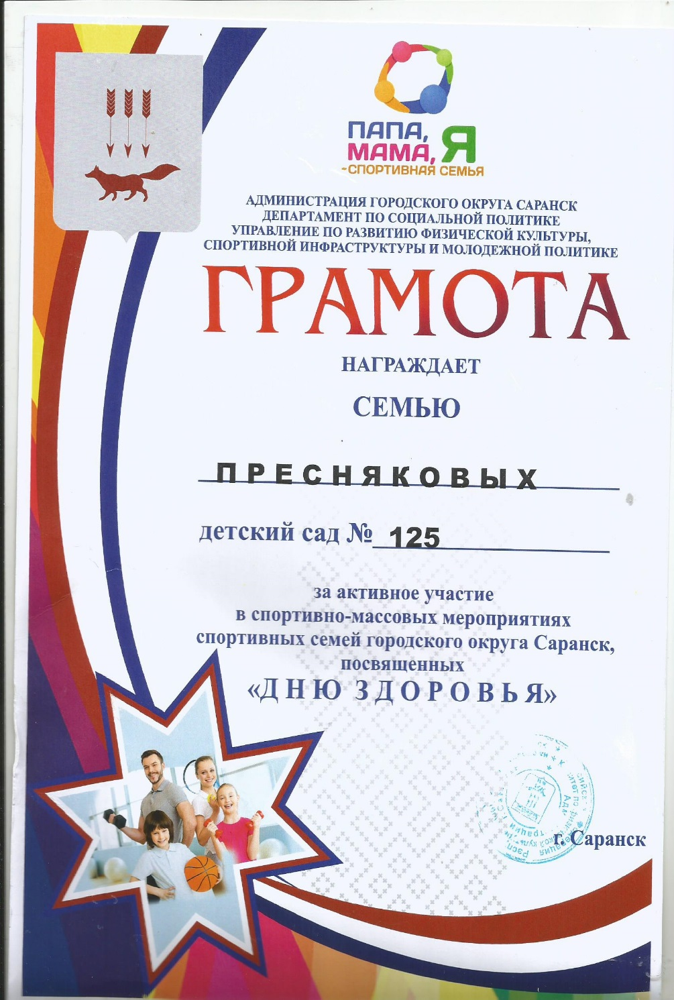 ПАПА,
МАМА, Я
-СПОРТИВНАЯ СЕМЬЯ
АДМИНИСТРАЦИЯ ГОРОДСКОГО ОКРУГА САРАНСК
ДЕПАРТАМЕНТ ПО СОЦИАЛЬНОЙ ПОЛИТИКЕ
УПРАВЛЕНИЕ ПО РАЗВИТИЮ ФИЗИЧЕСКОЙ КУЛЬТУРЫ,
СПОРТИВНОЙ ИНФРАСТРУКТУРЫ И МОЛОДЕЖНОЙ ПОЛИТИКЕ
ГРАМОТА
НАГРАЖДАЕТ
СЕМЬЮ
ПРЕСНЯКОВЫХ
детский сад № 125
за активное участие
в спортивно-массовых мероприятиях
спортивных семей городского округа Саранск,
посвященных
«ДНЮ ЗДОРОВЬЯ»
г. Саранск